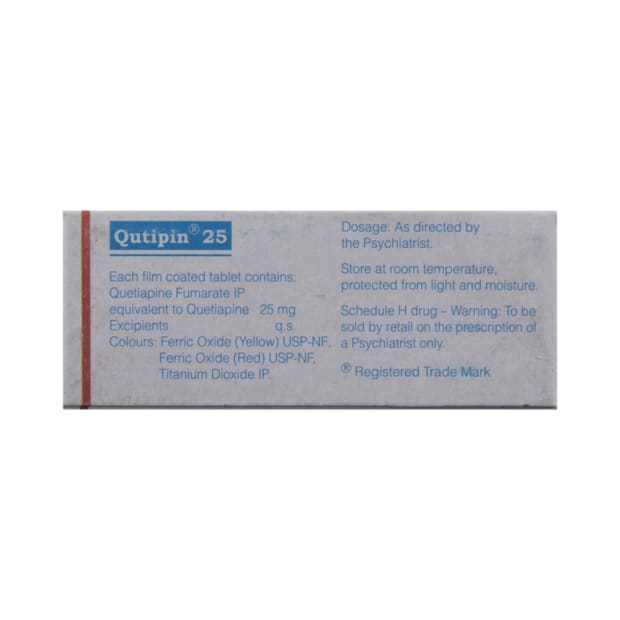 Qutipin® 25
Each film coated tablet contains:
Quetiapine Fumarate IP
equivalent to Quetiapine 25 mg
Excipients q.s.
Colours: Ferric Oxide (Yellow) USP-NF,
Ferric Oxide (Red) USP-NF,
Titanium Dioxide IP.
Dosage: As directed by
the Psychiatrist.
Store at room temperature,
protected from light and moisture.
Schedule H drug – Warning: To be
sold by retail on the prescription of
a Psychiatrist only.
® Registered Trade Mark